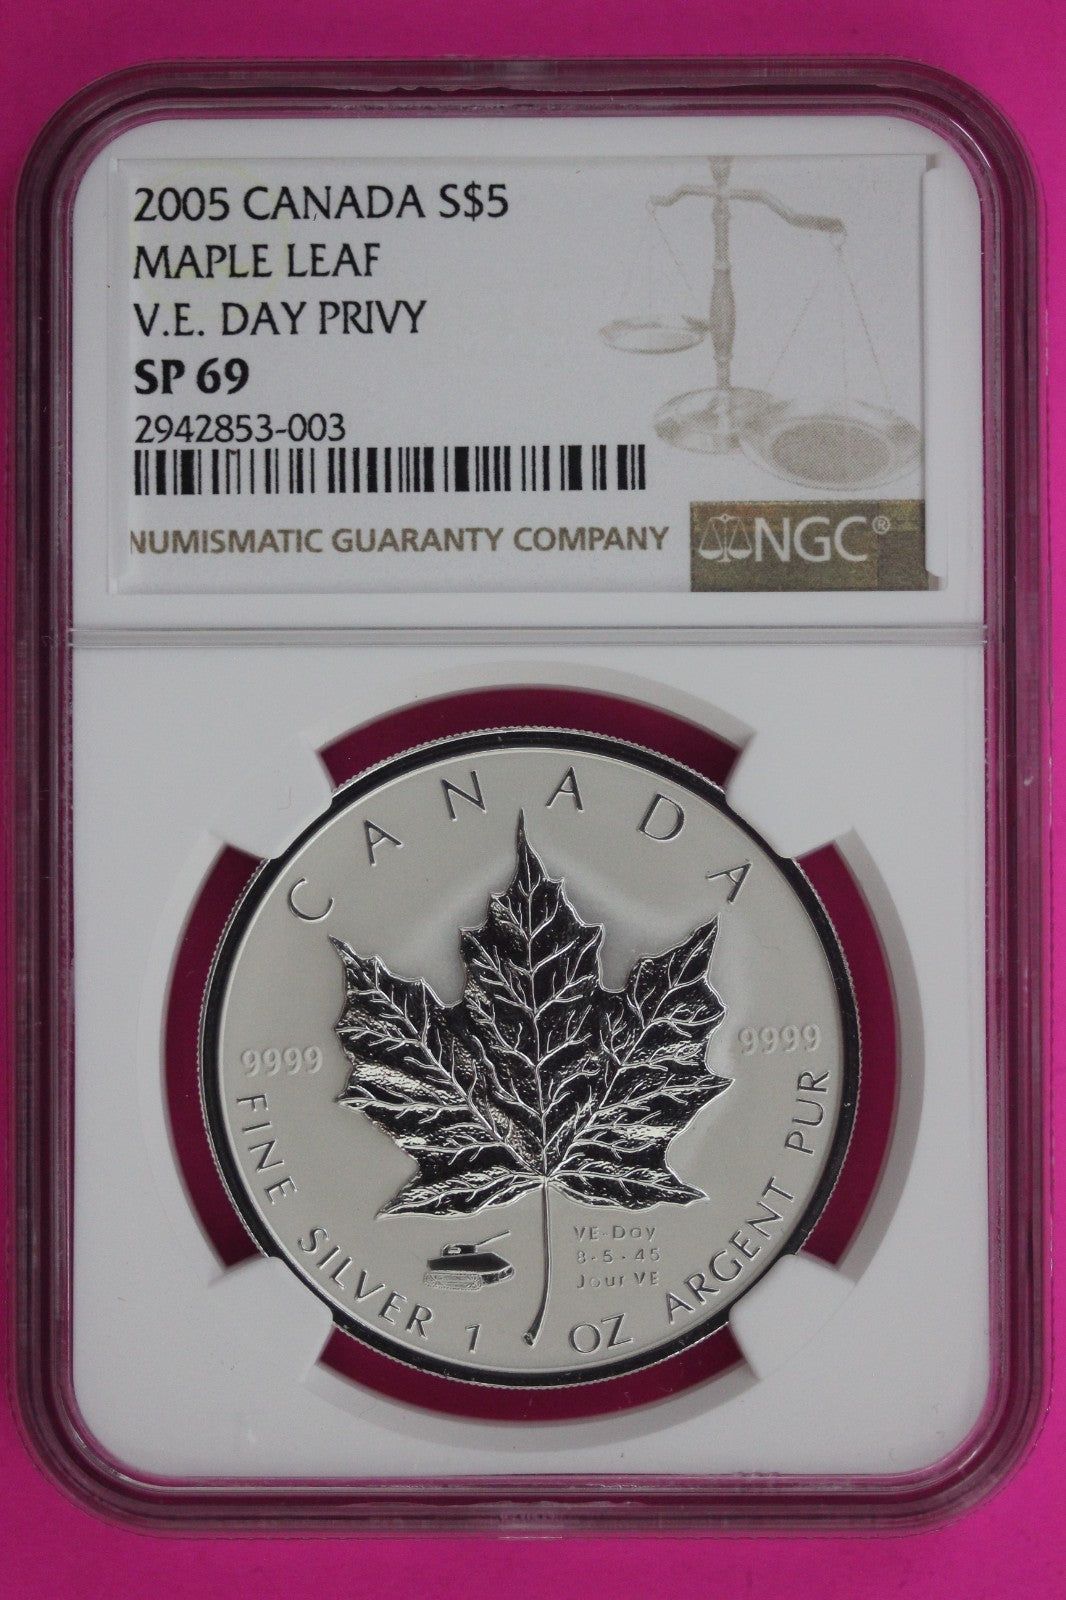 2005 CANADA S$5
MAPLE LEAF
V.E. DAY PRIVY
SP 69
2942853-003
NUMISMATIC GUARANTY COMPANY
NGC®
CANADA
9999
9999
FINE SILVER 1 OZ ARGENT PUR
VE-Day
8-5-45
Jour VE